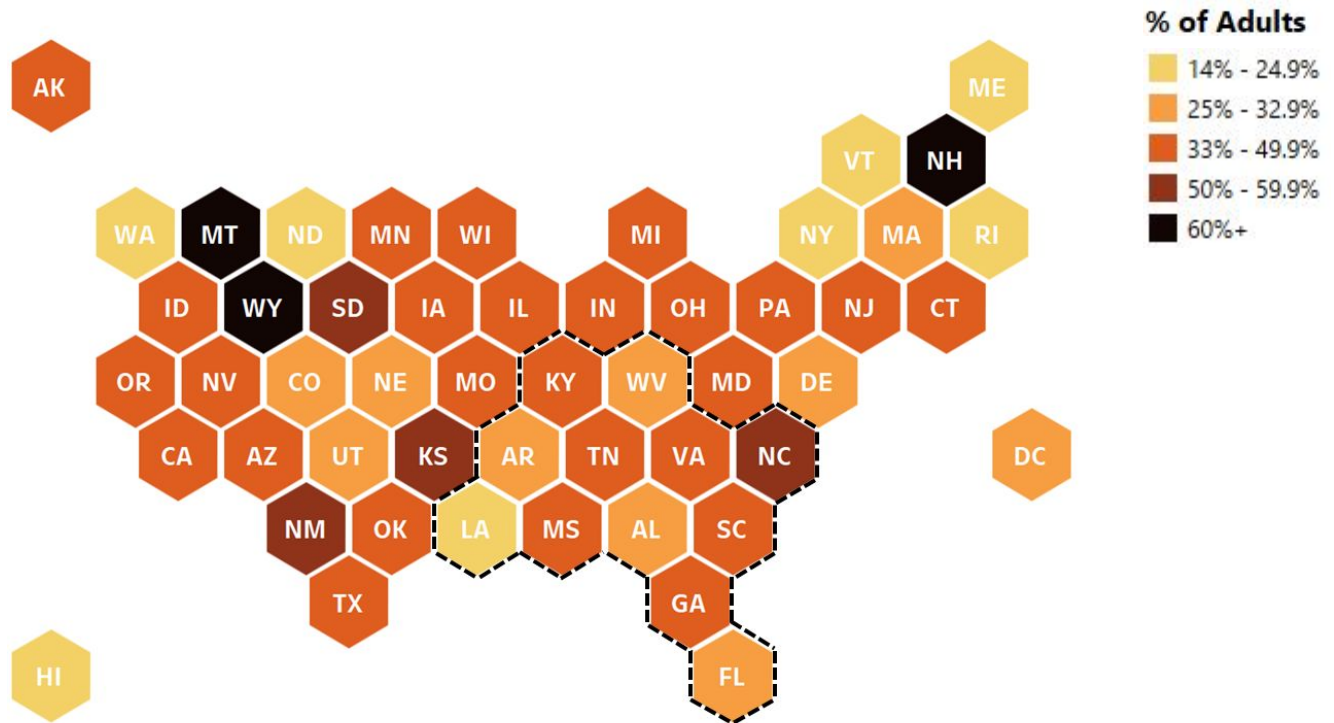 % of Adults
14% - 24.9%
25% - 32.9%
33% - 49.9%
50% - 59.9%
60%+
AK
ME
VT
NH
WA
MT
ND
MN
WI
MI
NY
MA
RI
ID
WY
SD
IA
IL
IN
OH
PA
NJ
CT
OR
NV
CO
NE
MO
KY
WV
MD
DE
CA
AZ
UT
KS
AR
TN
VA
NC
DC
NM
OK
LA
MS
AL
SC
TX
GA
HI
FL